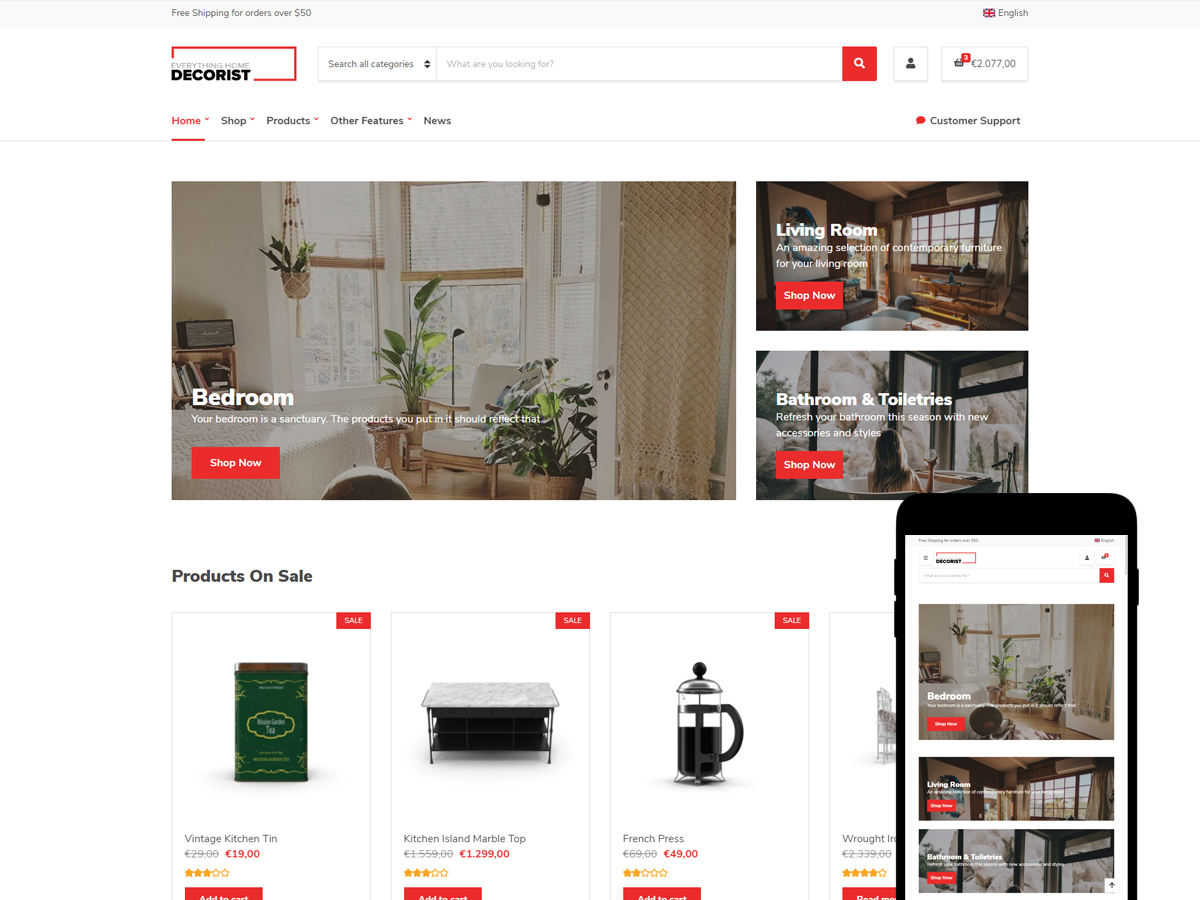 Free Shipping for orders over $50
English
EVERYTHING HOME
DECORIST
Search all categories
What are you looking for?
3
€2.077,00
Home
Shop
Products
Other Features
News
Customer Support
Bedroom
Your bedroom is a sanctuary. The products you put in it should reflect that.
Shop Now
Living Room
An amazing selection of contemporary furniture
for your living room
Shop Now
Bathroom & Toiletries
Refresh your bathroom this season with new
accessories and styles
Shop Now
Products On Sale
SALE
Mission Garden
Tea
Vintage Kitchen Tin
€29,00 €19,00
Add to cart
SALE
Kitchen Island Marble Top
€1.559,00 €1.299,00
Add to cart
SALE
French Press
€69,00 €49,00
Add to cart
Wrought Iro
€2.339,00
Read mo
Free Shipping for orders over $50
English
DECORIST
What are you looking for?
Bedroom
Your bedroom is a sanctuary. The products you put in it should reflect that.
Shop Now
Living Room
An amazing selection of contemporary furniture for your living room
Shop Now
Bathroom & Toiletries
Refresh your bathroom this season with new accessories and styles
Shop Now